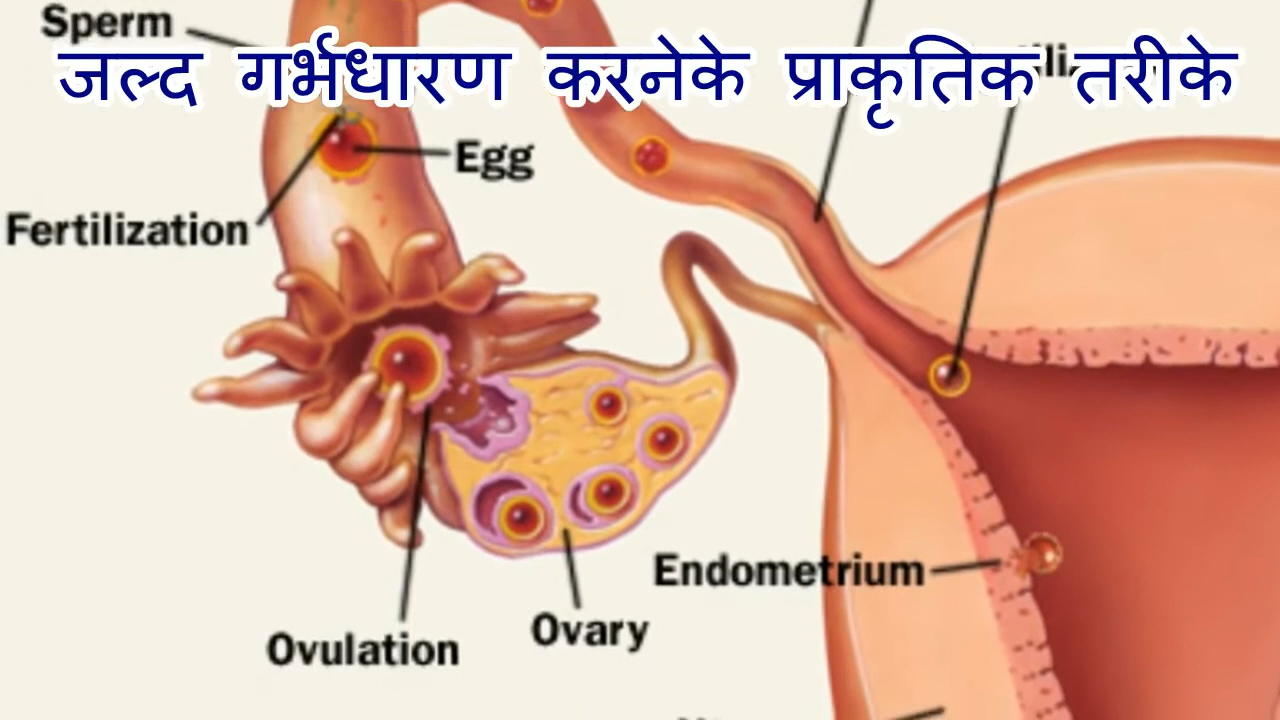 Sperm
जल्द गर्भधारण करनेके प्राकृतिक तरीके
Egg
Fertilization
Endometrium
Ovary
Ovulation